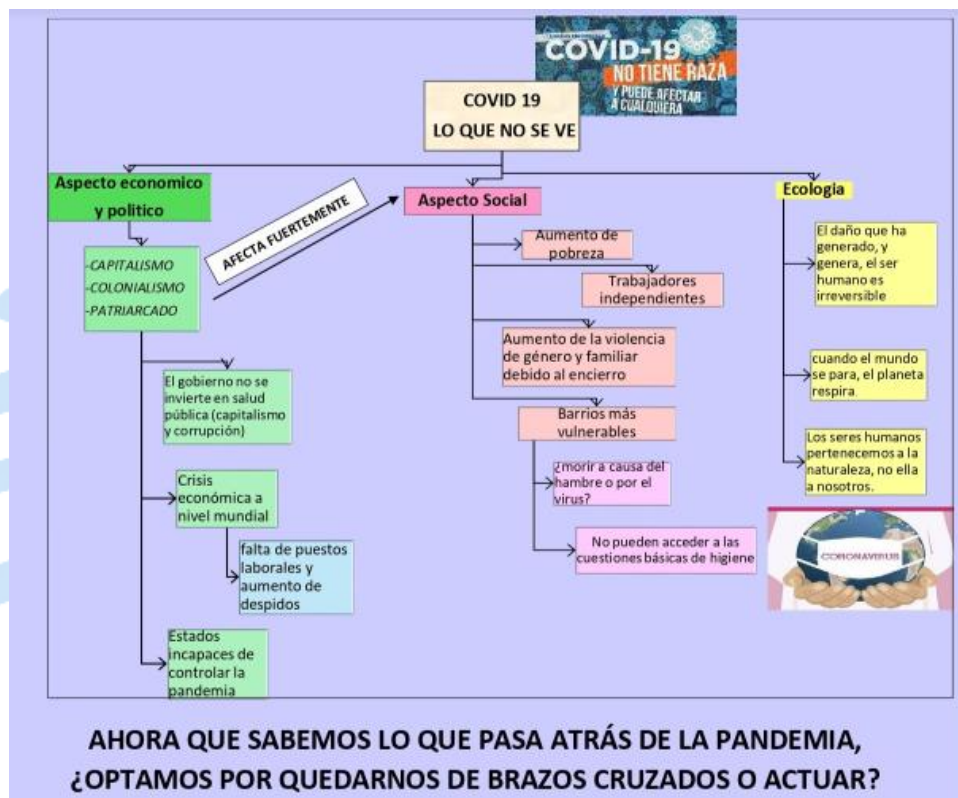 COVID-19
NO TIENE RAZA
Y PUEDE AFECTAR
A CUALQUIERA
COVID 19
LO QUE NO SE VE
Aspecto economico
y politico
AFECTA FUERTEMENTE
Aspecto Social
Ecologia
-CAPITALISMO
-COLONIALISMO
-PATRIARCADO
El gobierno no se
invierte en salud
pública (capitalismo
y corrupción)
Crisis
económica a
nivel mundial
falta de puestos
laborales y
aumento de
despidos
Estados
incapaces de
controlar la
pandemia
Aumento de
pobreza
Trabajadores
independientes
Aumento de la violencia
de género y familiar
debido al encierro
Barrios más
vulnerables
¿morir a causa del
hambre o por el
virus?
No pueden acceder a las
cuestiones básicas de higiene
El daño que ha
generado, y
genera, el ser
humano es
irreversible
cuando el mundo
se para, el planeta
respira.
Los seres humanos
pertenecemos a la
naturaleza, no ella
a nosotros.
CORONAVIRUS
AHORA QUE SABEMOS LO QUE PASA ATRÁS DE LA PANDEMIA,
¿OPTAMOS POR QUEDARNOS DE BRAZOS CRUZADOS O ACTUAR?